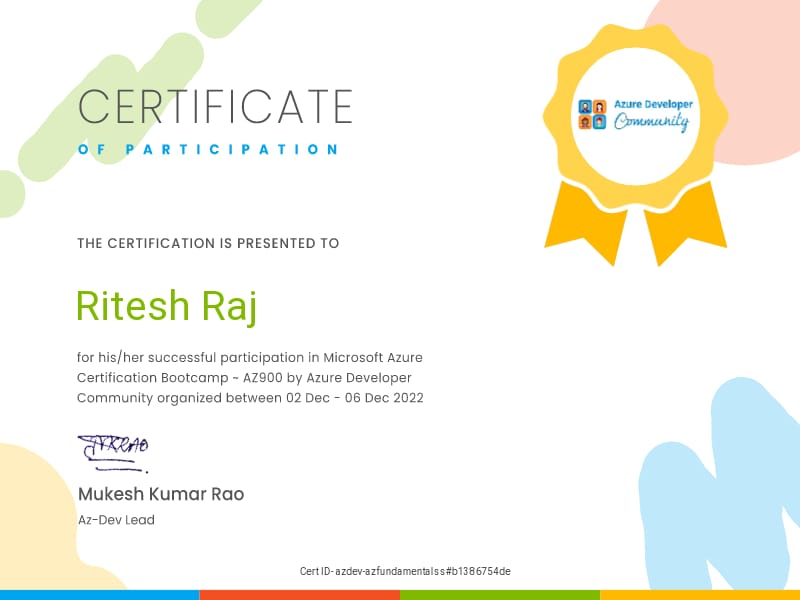 CERTIFICATE
OF PARTICIPATION
Azure Developer
Community
THE CERTIFICATION IS PRESENTED TO
Ritesh Raj
for his/her successful participation in Microsoft Azure
Certification Bootcamp ~ AZ900 by Azure Developer
Community organized between 02 Dec - 06 Dec 2022
Mukesh Kumar Rao
Az-Dev Lead
Cert ID- azdev-azfundamentalss#b1386754de